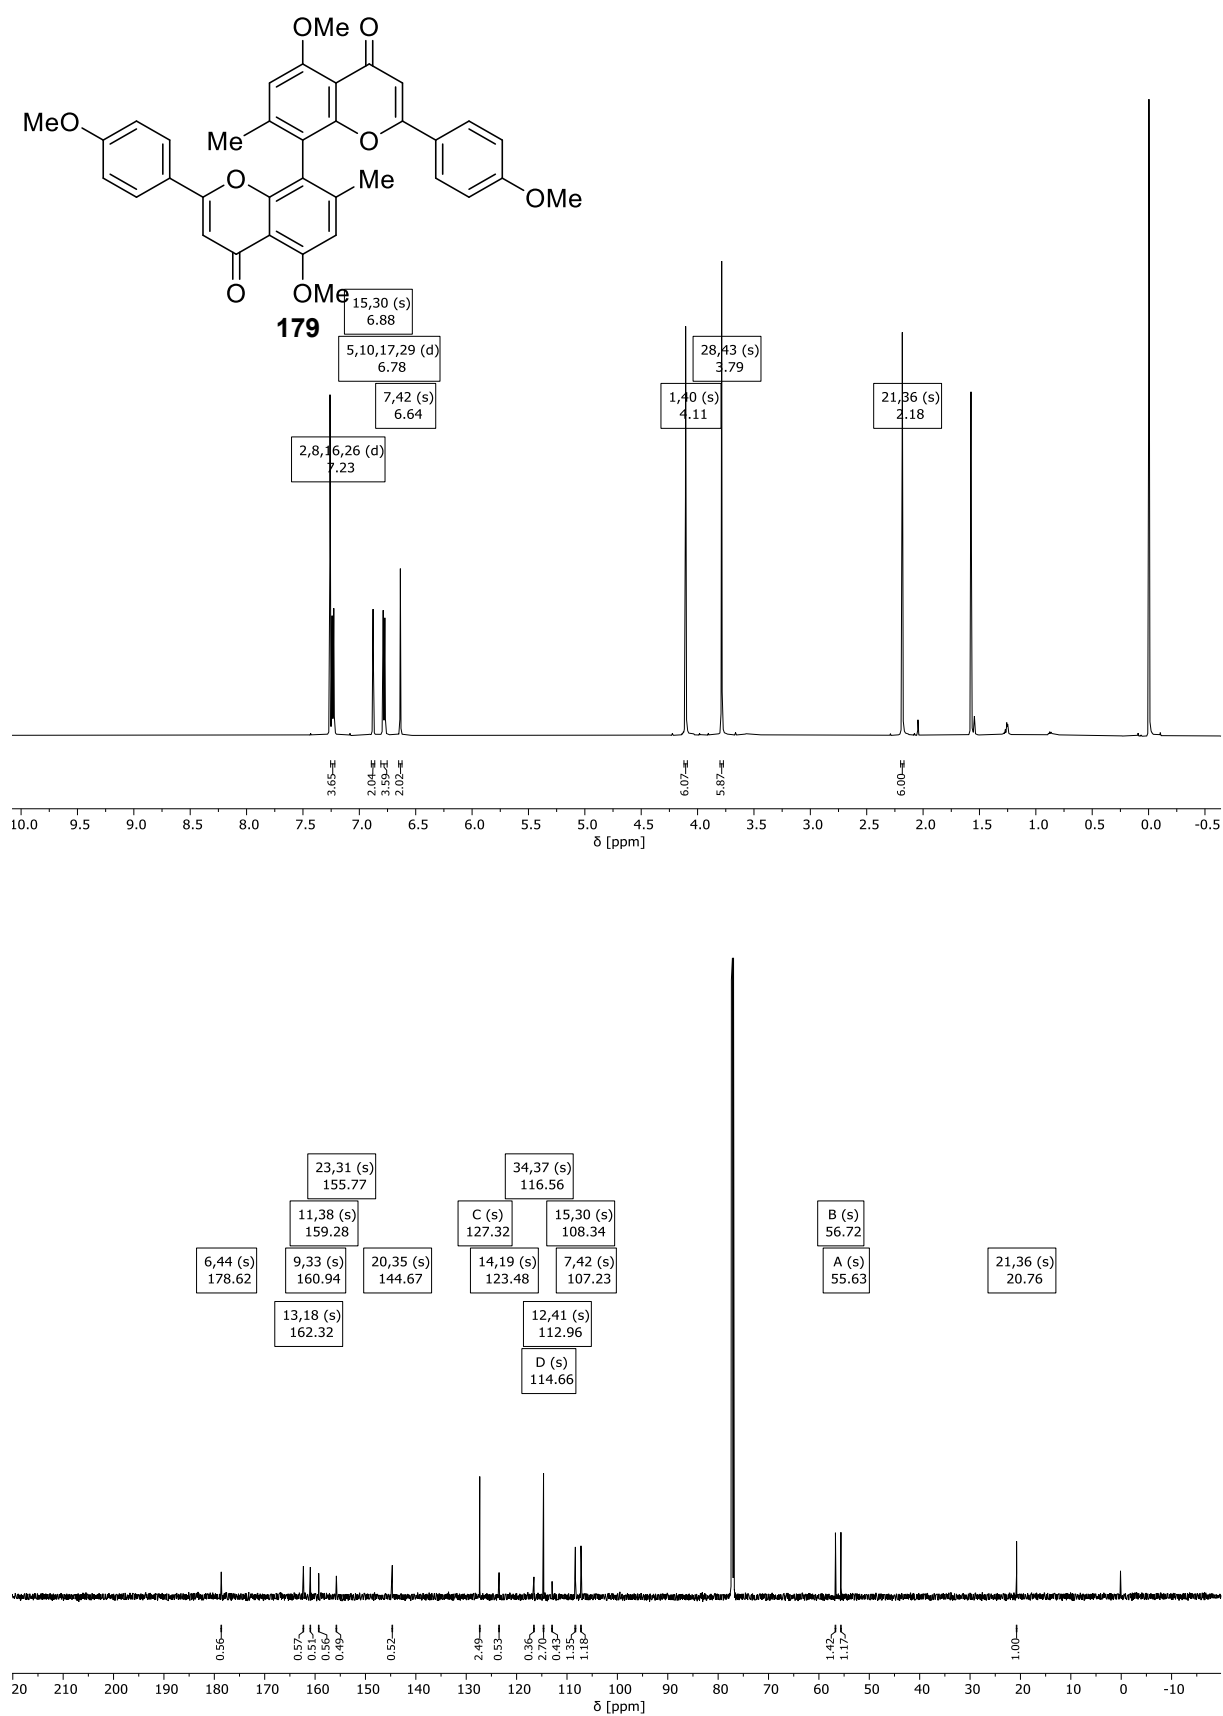 OMe
O
MeO
Me
O
O
Me
OMe
O
OMe
179
15,30 (s)
6.88
5,10,17,29 (d)
6.78
28,43 (s)
3.79
7,42 (s)
6.64
1,40 (s)
4.11
21,36 (s)
2.18
2,8,16,26 (d)
7.23
3.65
2.04
3.59
2.02
6.07
5.87
6.00
10.0 9.5 9.0 8.5 8.0 7.5 7.0 6.5 6.0 5.5 5.0 4.5 4.0 3.5 3.0 2.5 2.0 1.5 1.0 0.5 0.0 -0.5
δ [ppm]
23,31 (s)
155.77
34,37 (s)
116.56
11,38 (s)
159.28
C (s)
127.32
15,30 (s)
108.34
B (s)
56.72
6,44 (s)
178.62
9,33 (s)
160.94
20,35 (s)
144.67
14,19 (s)
123.48
7,42 (s)
107.23
A (s)
55.63
21,36 (s)
20.76
13,18 (s)
162.32
12,41 (s)
112.96
D (s)
114.66
0.56
0.57
0.51
0.56
0.49
0.52
2.49
0.53
0.36
2.70
0.43
1.35
1.18
1.42
1.17
1.00
20 210 200 190 180 170 160 150 140 130 120 110 100 90 80 70 60 50 40 30 20 10 0 -10
δ [ppm]